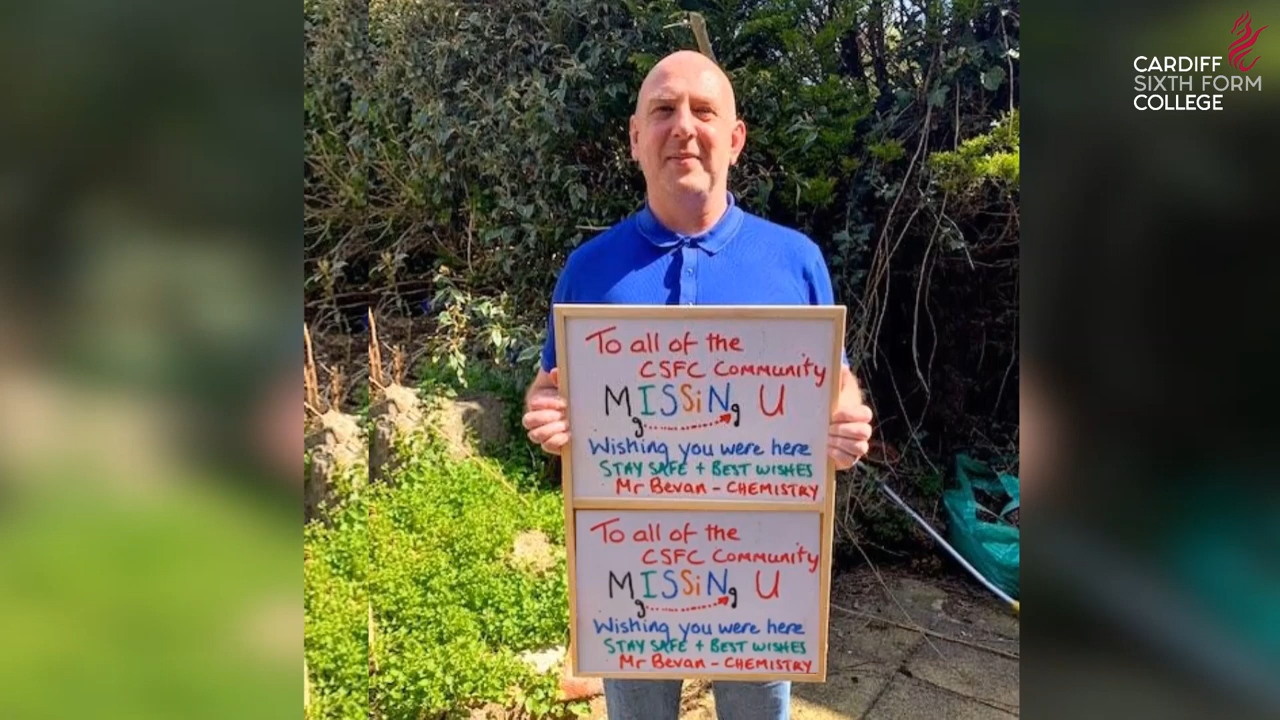 CARDIFF
SIXTH FORM
COLLEGE
To all of the
CSFC Community
MgISSiNg U
Wishing you were here
STAY SAFE + BEST WISHES
Mr Bevan - CHEMISTRY
To all of the
CSFC Community
MgISSiNg U
Wishing you were here
STAY SAFE + BEST WISHES
Mr Bevan - CHEMISTRY